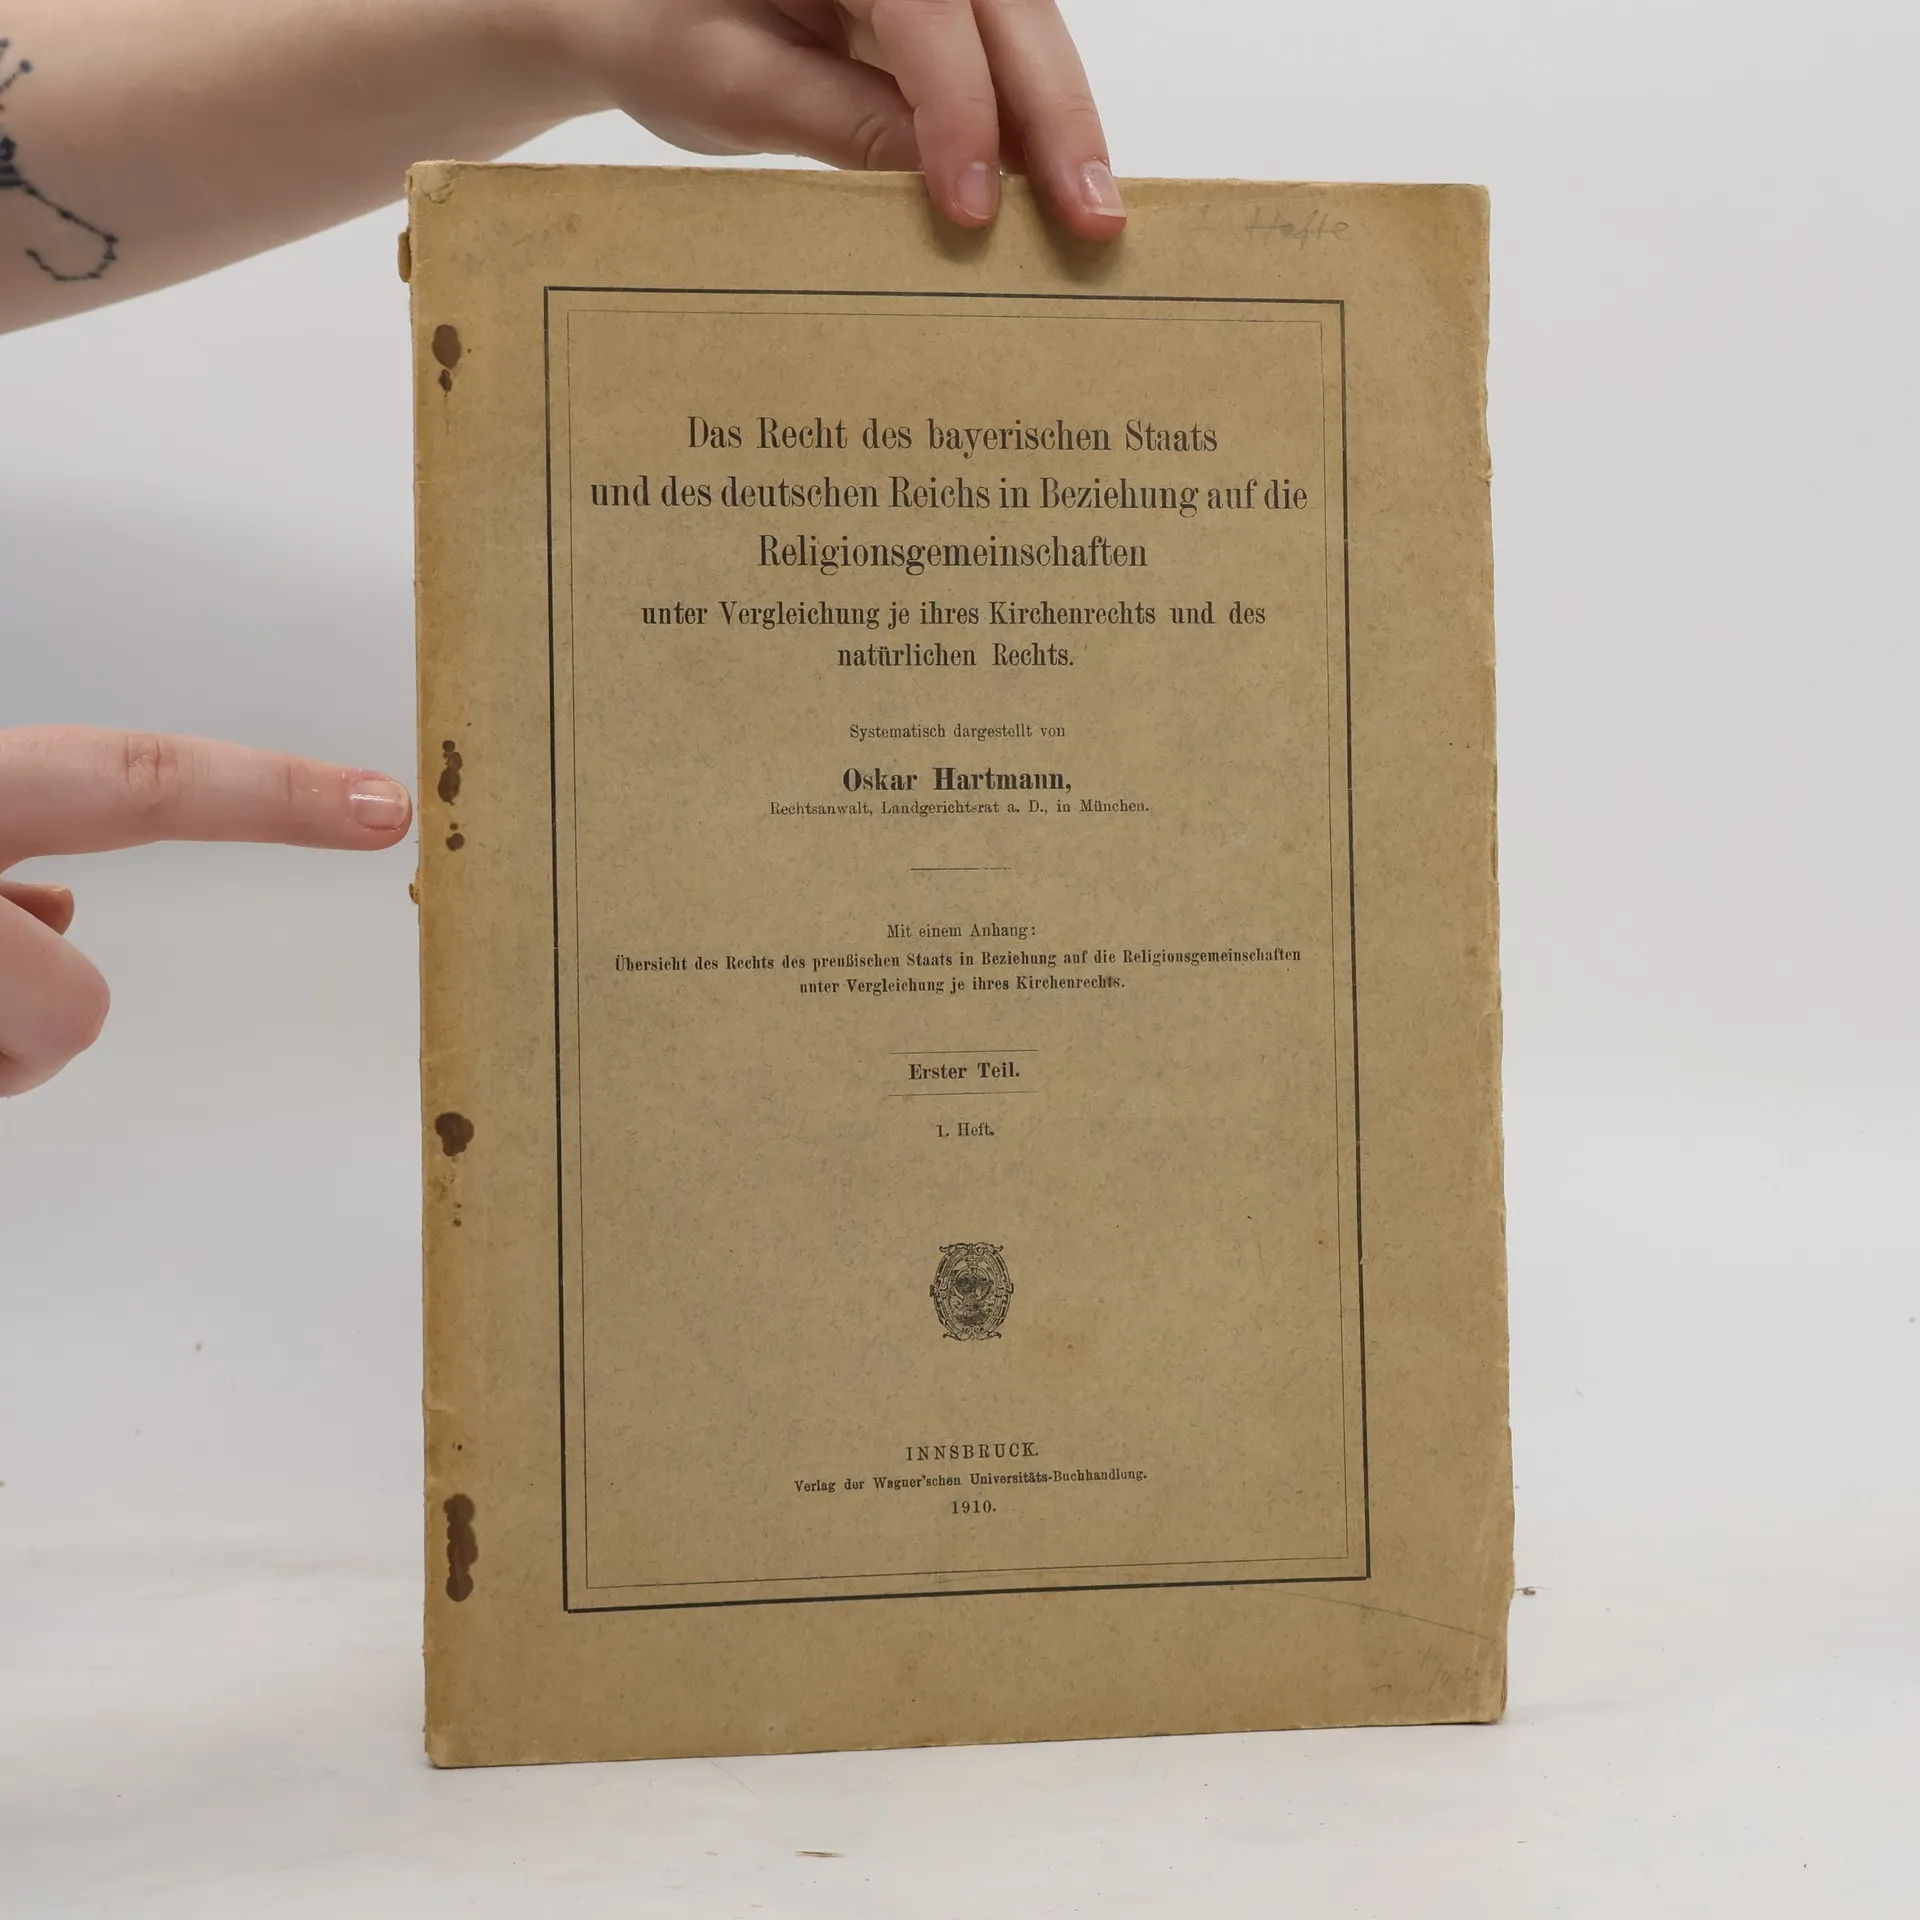 Hefte
Das Recht des bayerischen Staats
und des deutschen Reichs in Beziehung auf die
Religionsgemeinschaften
unter Vergleichung je ihres Kirchenrechts und des
natürlichen Rechts.
Systematisch dargestellt von
Oskar Hartmann,
Rechtsanwalt, Landgerichtsrat a. D., in München.
Mit einem Anhang:
Übersicht des Rechts des preußischen Staats in Beziehung auf die Religionsgemeinschaften
unter Vergleichung je ihres Kirchenrechts.
Erster Teil.
1. Heft.
INNSBRUCK.
Verlag der Wagner'schen Universitäts-Buchhandlung.
1910.